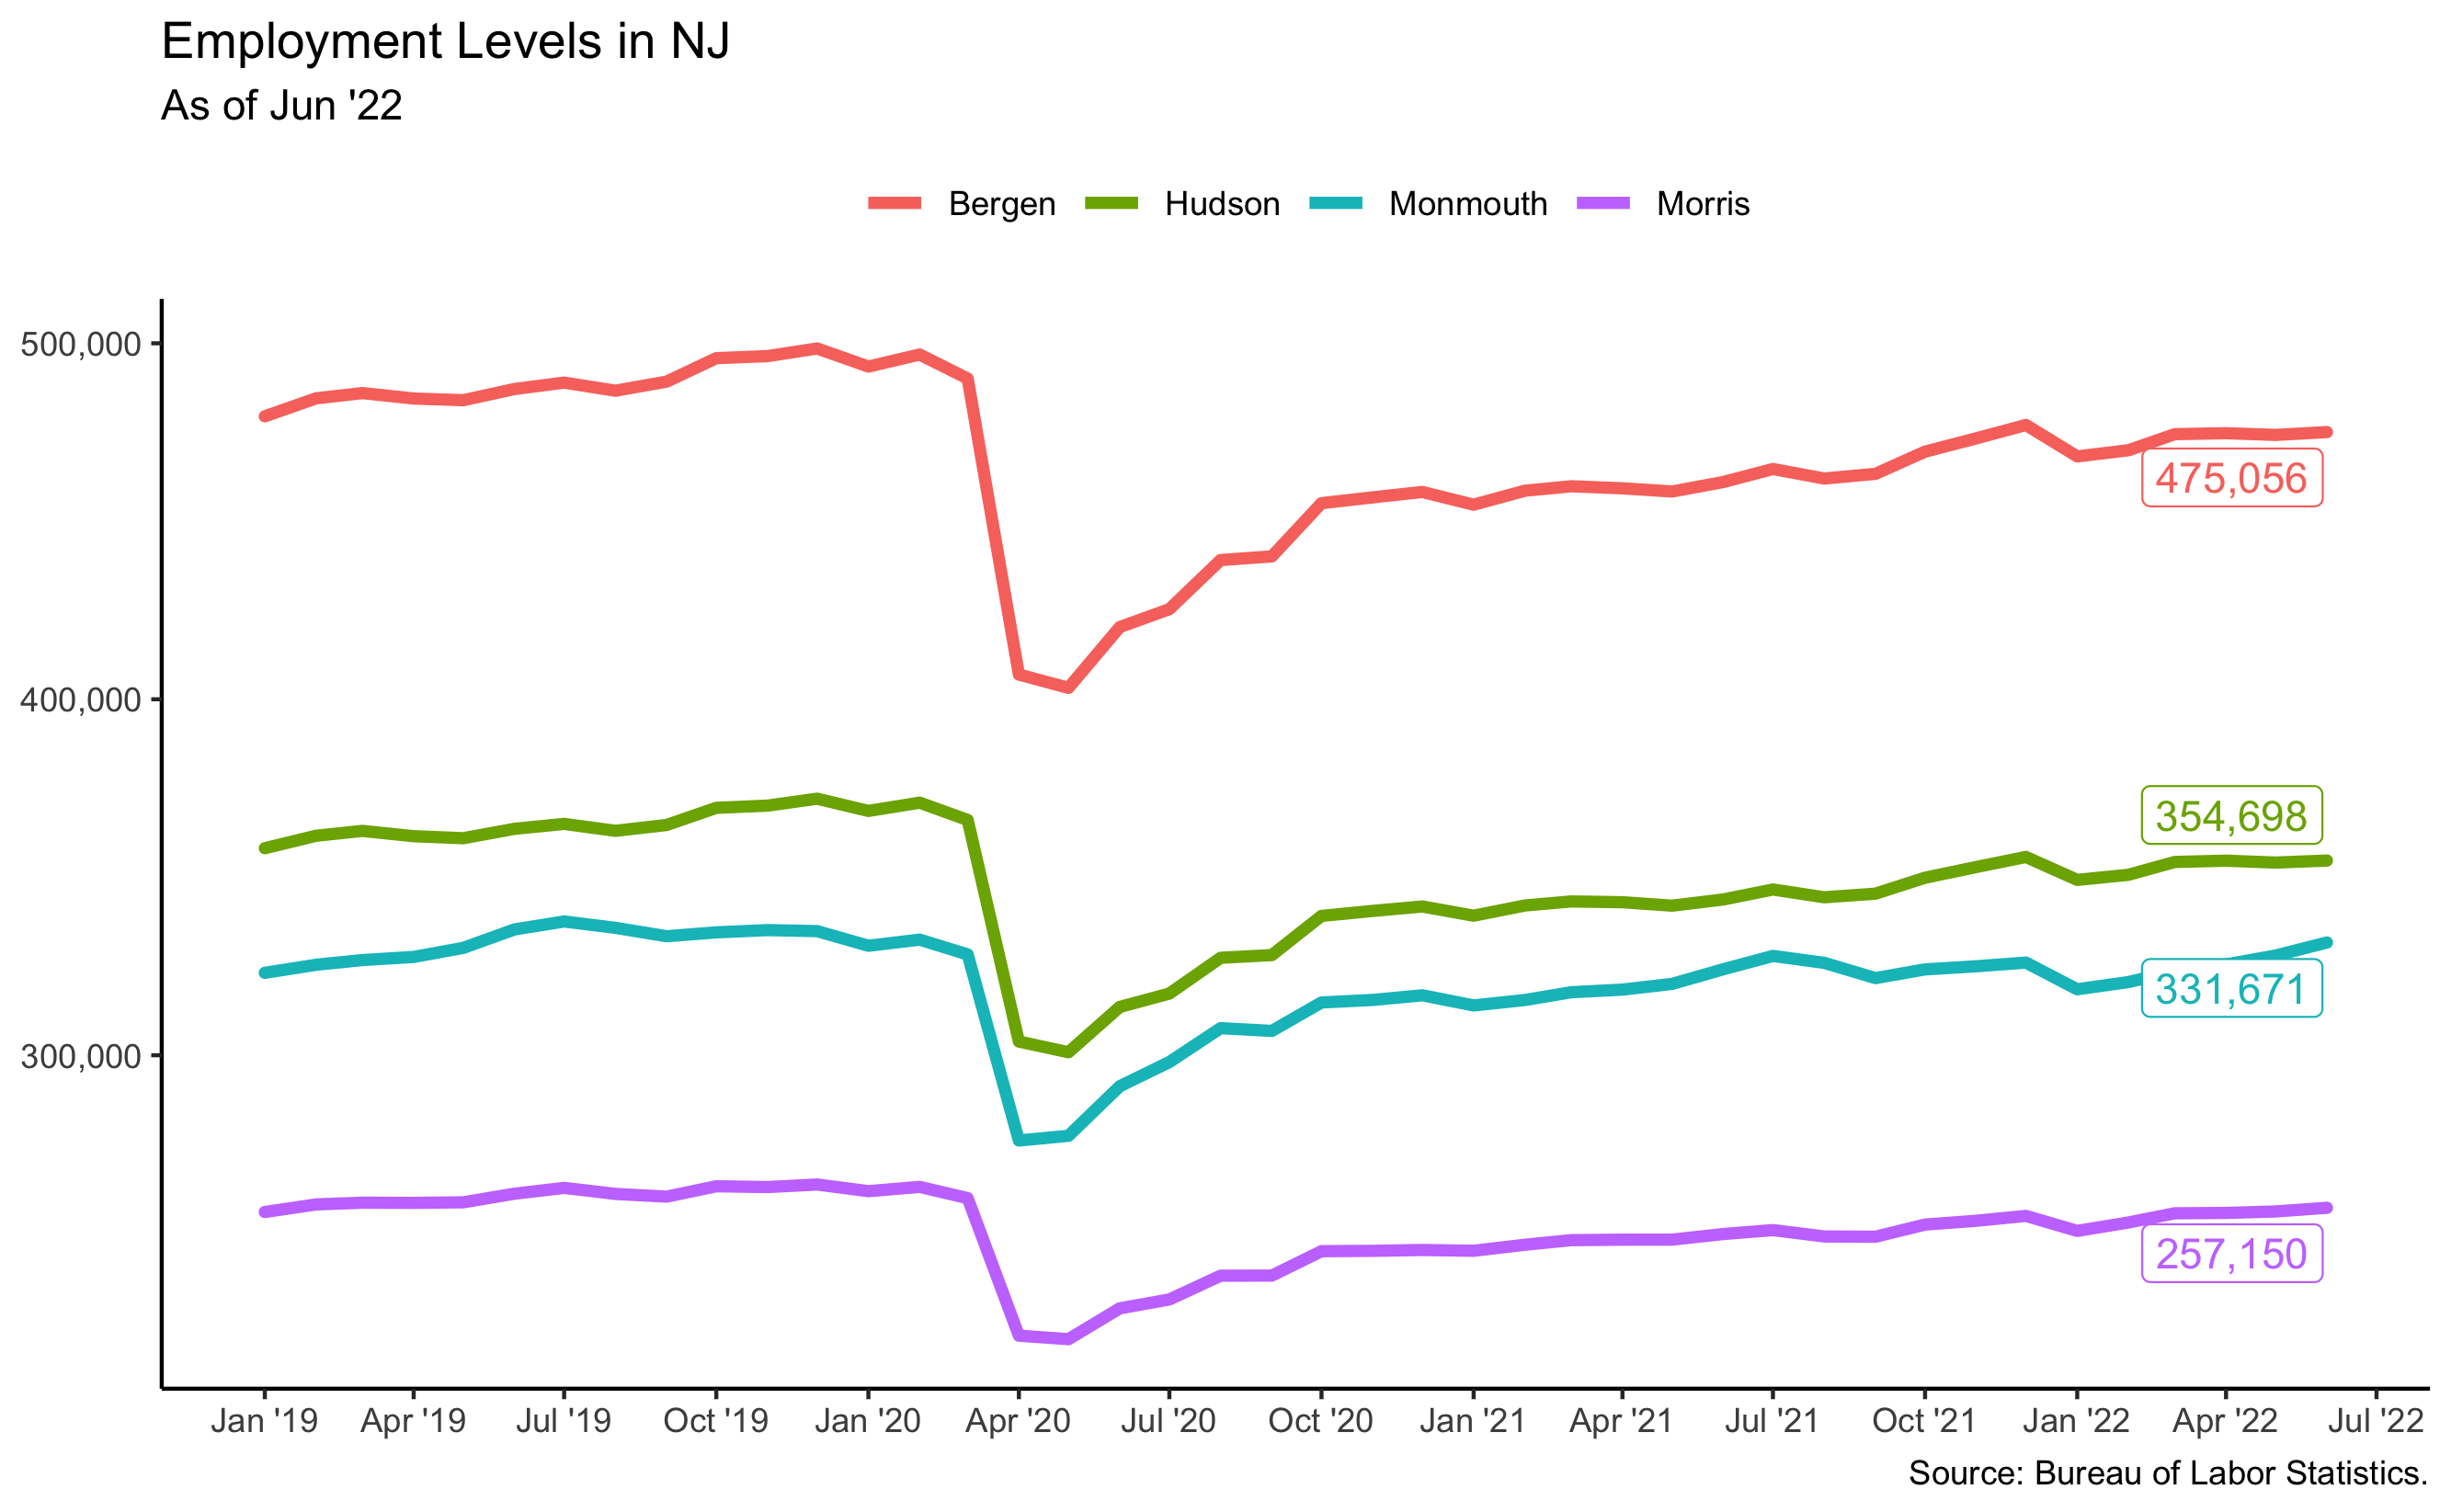 Employment Levels in NJ
As of Jun '22
Bergen Hudson Monmouth Morris
500,000
400,000
300,000
475,056
354,698
331,671
257,150
Jan '19 Apr '19 Jul '19 Oct '19 Jan '20 Apr '20 Jul '20 Oct '20 Jan '21 Apr '21 Jul '21 Oct '21 Jan '22 Apr '22 Jul '22
Source: Bureau of Labor Statistics.